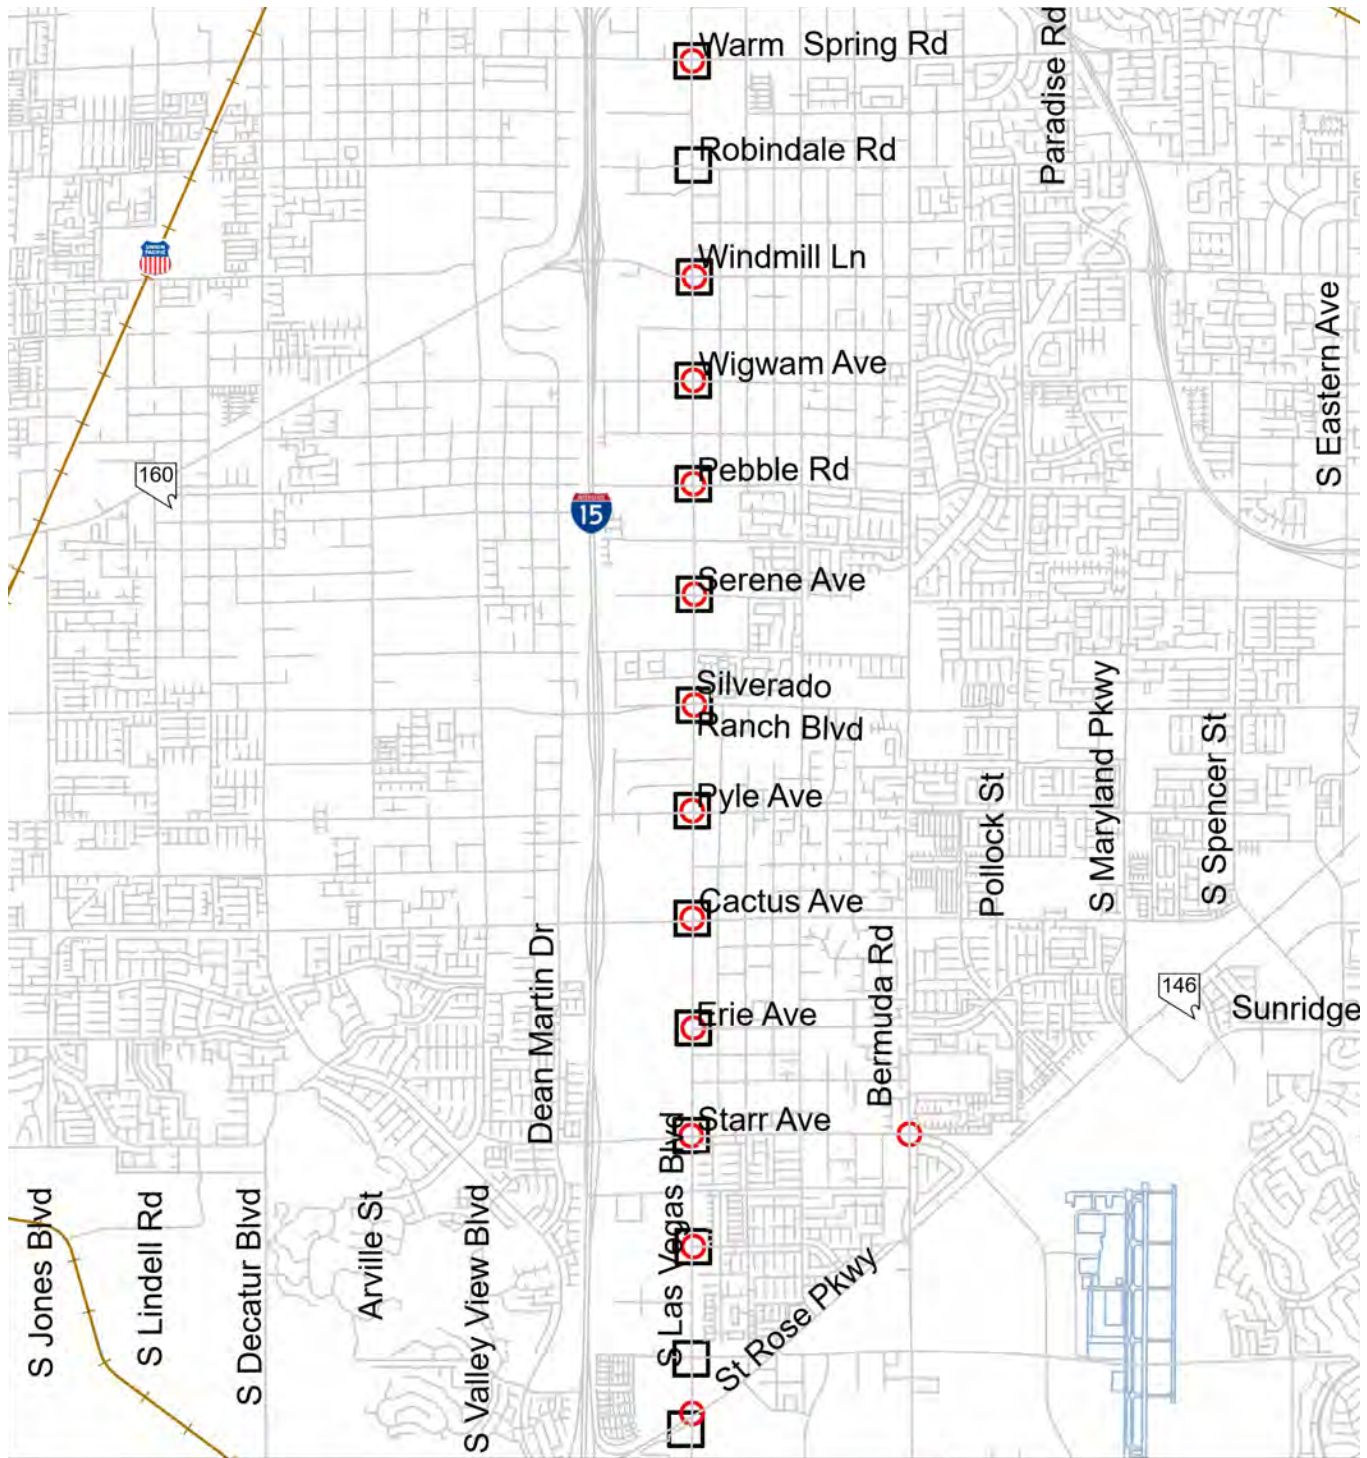 Warm Spring Rd
Paradise Rd
Robindale Rd
UNION
PACIFIC
Windmill Ln
S Eastern Ave
Wigwam Ave
160
Pebble Rd
INTERSTATE
15
Serene Ave
Silverado
Ranch Blvd
S Maryland Pkwy
S Spencer St
Pyle Ave
Pollock St
Cactus Ave
Dean Martin Dr
Bermuda Rd
146
Sunridge
Erie Ave
Starr Ave
S Las Vegas Blvd
S Jones Blvd
S Lindell Rd
S Decatur Blvd
Arville St
S Valley View Blvd
St Rose Pkwy